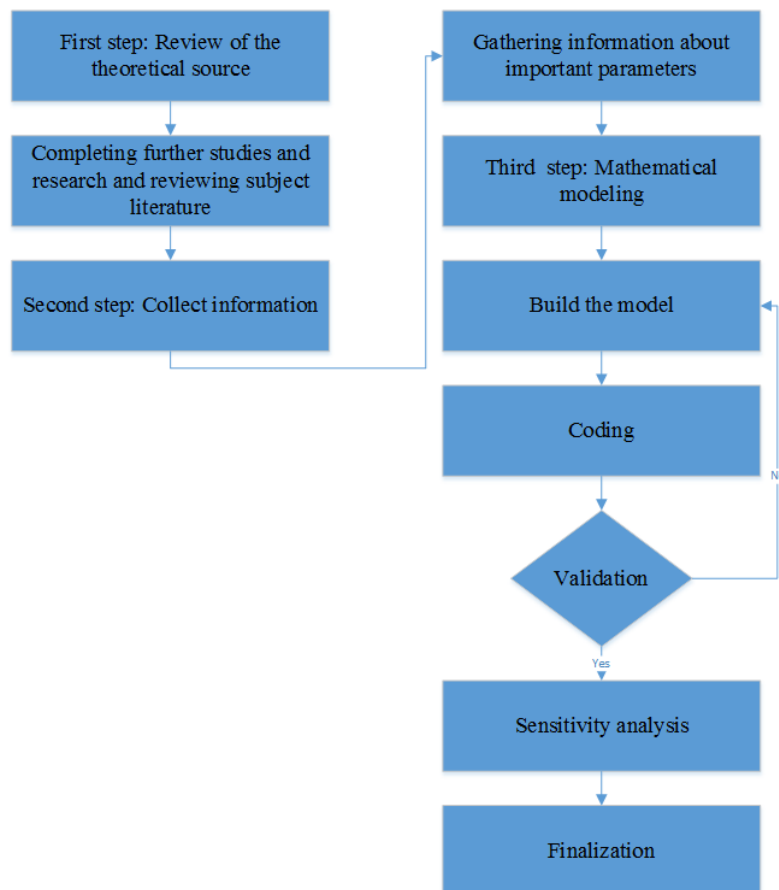 First step: Review of the
theoretical source
Completing further studies
and research and reviewing subject
literature
Second step: Collect information
Gathering information about
important parameters
Third step: Mathematical
modeling
Build the model
Coding
Validation
N
Yes
Sensitivity analysis
Finalization